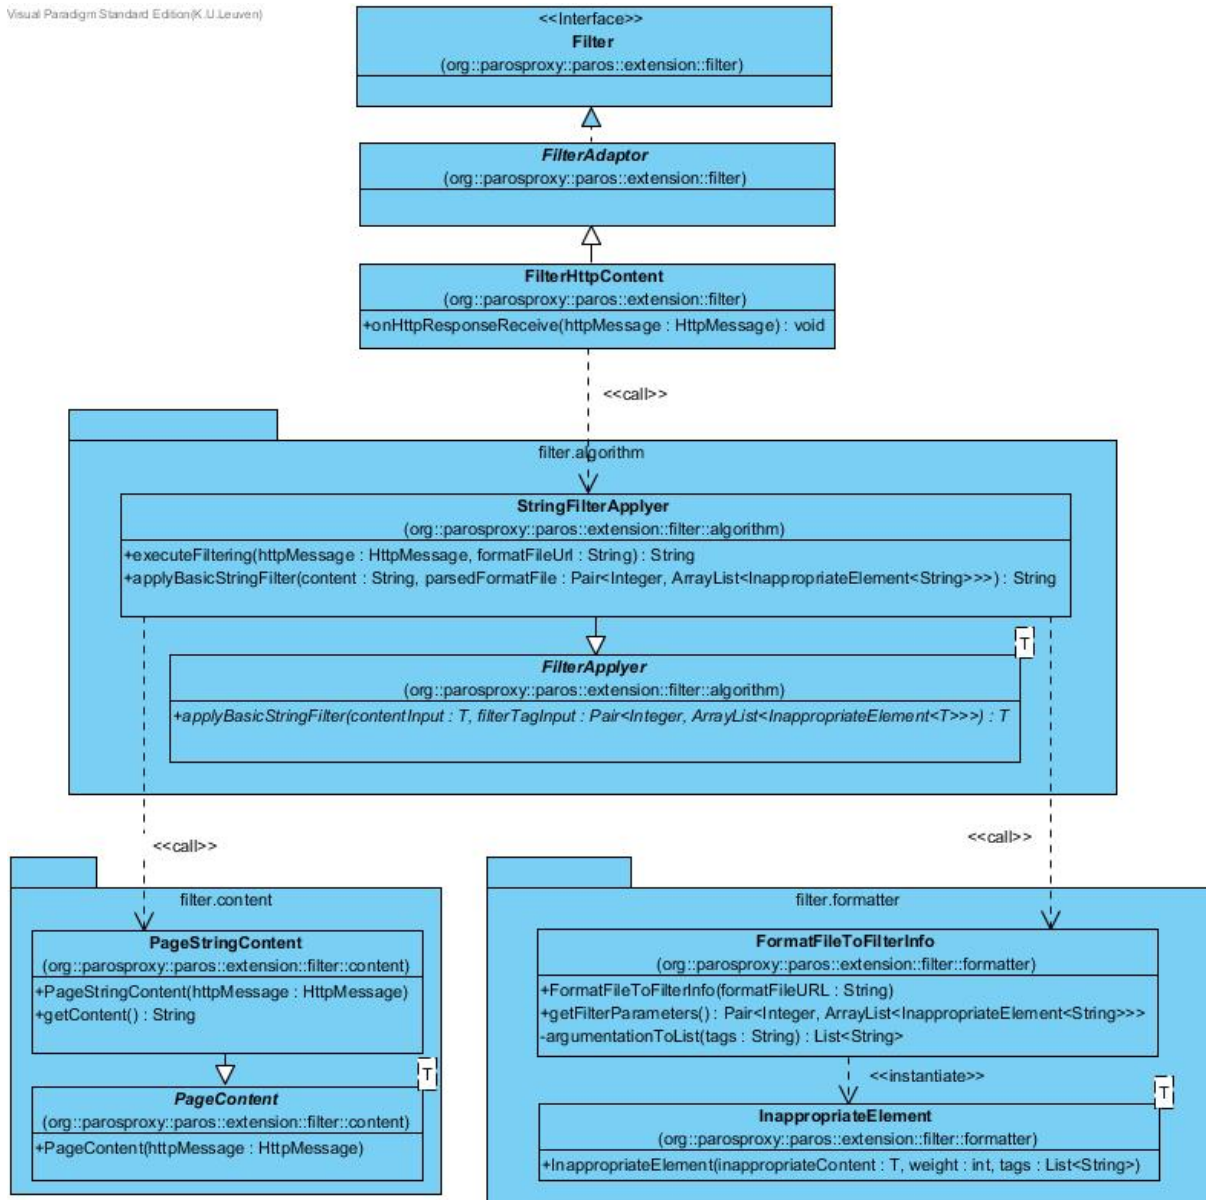 Visual Paradigm Standard Edition(K.U.Leuven)
<<Interface>>
Filter
(org::parosproxy::paros::extension::filter)
FilterAdaptor
(org::parosproxy::paros::extension::filter)
FilterHttpContent
(org::parosproxy::paros::extension::filter)
+onHttpResponseReceive(httpMessage : HttpMessage) : void
<<call>>
filter.algorithm
StringFilterApplyer
(org::parosproxy::paros::extension::filter::algorithm)
+executeFiltering(httpMessage : HttpMessage, formatFileUrl : String) : String
+applyBasicStringFilter(content : String, parsedFormatFile : Pair<Integer, ArrayList<InappropriateElement<String>>>) : String
T
FilterApplyer
(org::parosproxy::paros::extension::filter::algorithm)
+applyBasicStringFilter(contentInput : T, filterTagInput : Pair<Integer, ArrayList<InappropriateElement<T>>>) : T
<<call>>
<<call>>
filter.content
PageStringContent
(org::parosproxy::paros::extension::filter::content)
+PageStringContent(httpMessage : HttpMessage)
+getContent() : String
T
PageContent
(org::parosproxy::paros::extension::filter::content)
+PageContent(httpMessage : HttpMessage)
filter.formatter
FormatFileToFilterInfo
(org::parosproxy::paros::extension::filter::formatter)
+FormatFileToFilterInfo(formatFileURL : String)
+getFilterParameters() : Pair<Integer, ArrayList<InappropriateElement<String>>>
-argumentationToList(tags : String) : List<String>
<<instantiate>>
T
InappropriateElement
(org::parosproxy::paros::extension::filter::formatter)
+InappropriateElement(inappropriateContent : T, weight : int, tags : List<String>)